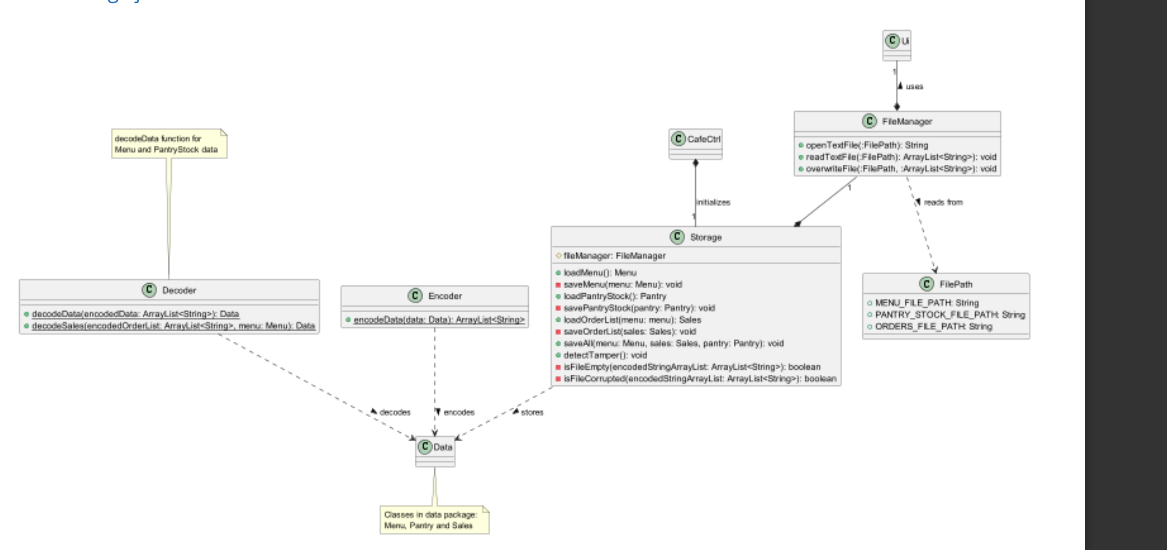 C Ui
1
uses
C FileManager
openTextFile(:FilePath): String
readTextFile(:FilePath): ArrayList<String>): void
overwriteFile(:FilePath, :ArrayList<String>): void
decodeData function for
Menu and PantryStock data
C CafeCtrl
initializes
1
1
reads from
C Storage
fileManager: FileManager
loadMenu(): Menu
saveMenu(menu: Menu): void
loadPantryStock(): Pantry
savePantryStock(pantry: Pantry): void
loadOrderList(menu: menu): Sales
saveOrderList(sales: Sales): void
saveAll(menu: Menu, sales: Sales, pantry: Pantry): void
detectTamper(): void
isFileEmpty(encodedStringArrayList: ArrayList<String>): boolean
isFileCorrupted(encodedStringArrayList: ArrayList<String>): boolean
C FilePath
MENU_FILE_PATH: String
PANTRY_STOCK_FILE_PATH: String
ORDERS_FILE_PATH: String
C Decoder
decodeData(encodedData: ArrayList<String>): Data
decodeSales(encodedOrderList: ArrayList<String>, menu: Menu): Data
C Encoder
encodeData(data: Data): ArrayList<String>
decodes
encodes
stores
C Data
Classes in data package:
Menu, Pantry and Sales